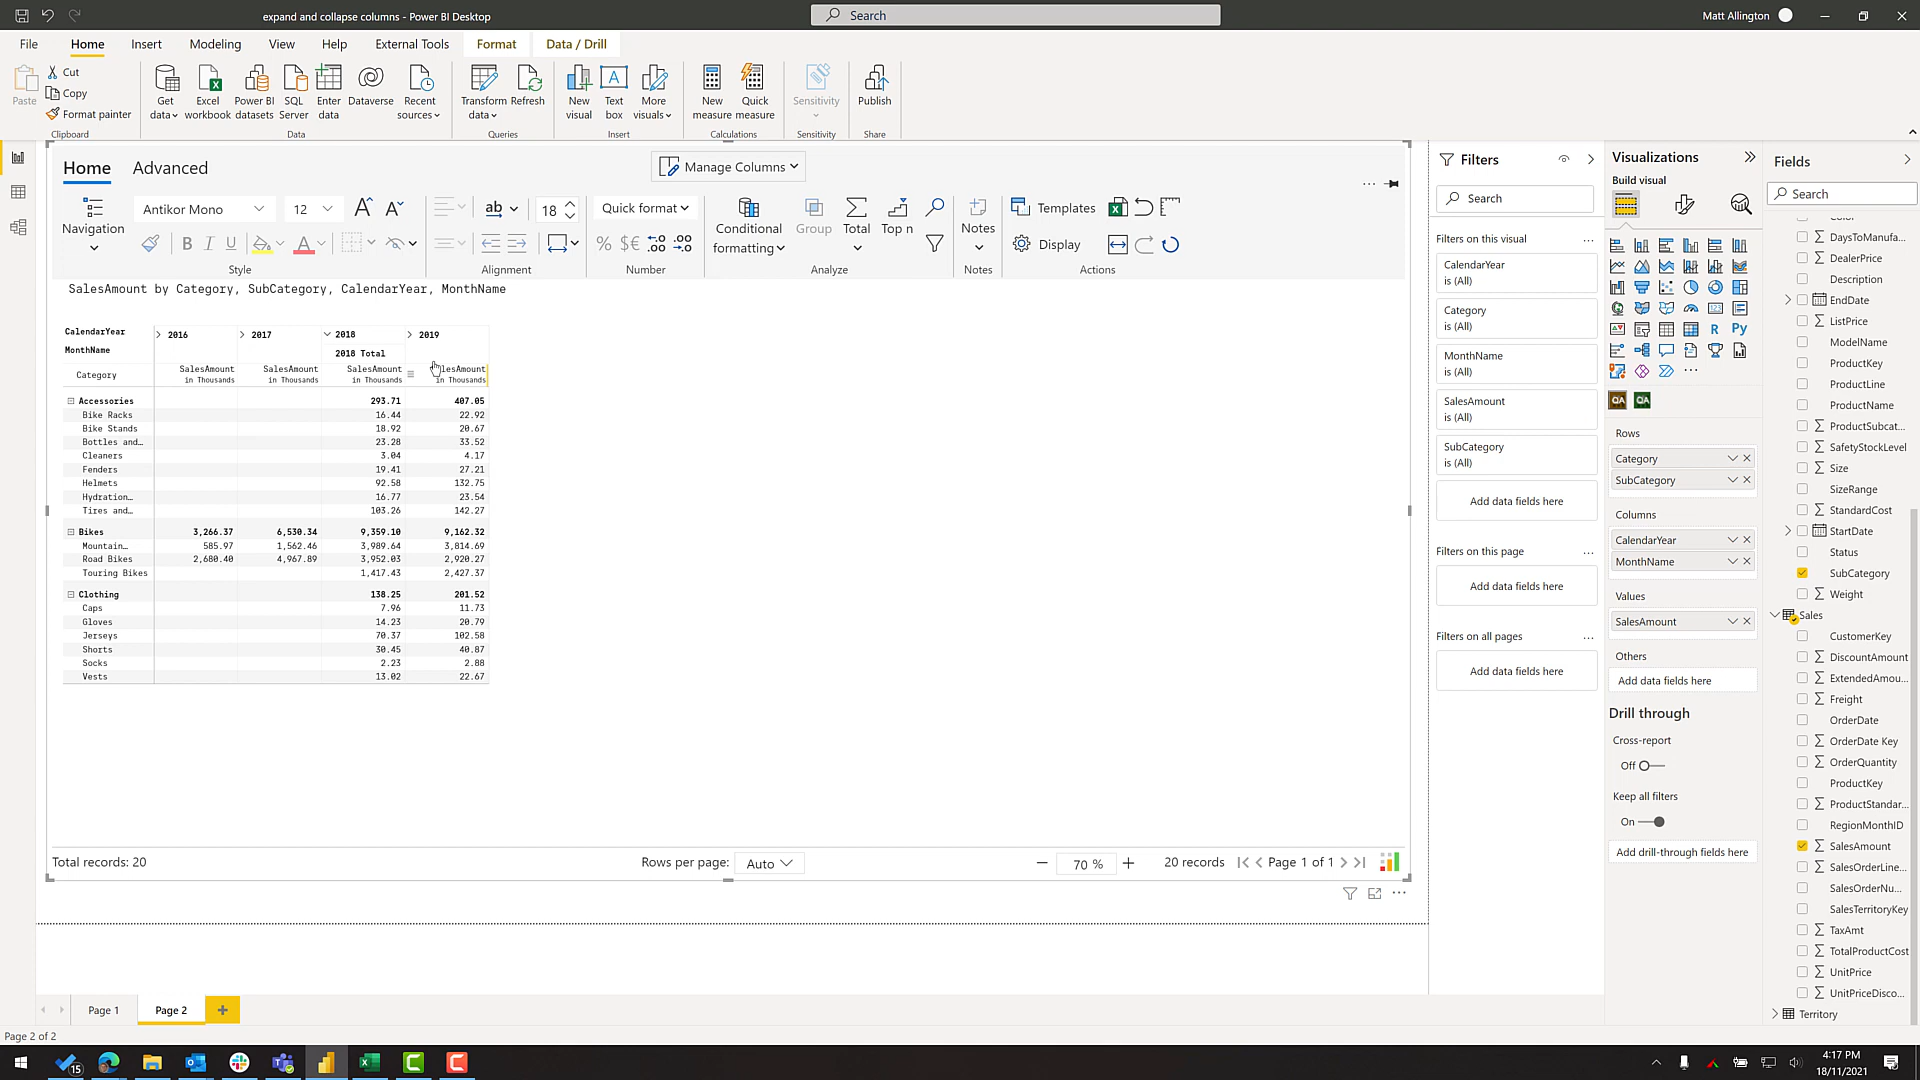 expand and collapse columns - Power BI Desktop
Search
Matt Allington
File Home Insert Modeling View Help External Tools Format Data / Drill
Paste
Cut
Copy
Format painter
Clipboard
Get data
Excel workbook
Power BI datasets
SQL Server
Enter data
Dataverse
Recent sources
Data
Transform data
Refresh
Queries
New visual
Text box
More visuals
Insert
New measure
Quick measure
Calculations
Sensitivity
Sensitivity
Publish
Share
Home Advanced
Manage Columns
Navigation
Antikor Mono 12
B I U A
Style
ab 18
Alignment
Quick format
% $€
Number
Conditional formatting
Group
Total
Top n
Analyze
Notes
Notes
Templates
Display
Actions
SalesAmount by Category, SubCategory, CalendarYear, MonthName
CalendarYear 2016 2017 2018 2019
MonthName 2018 Total
Category SalesAmount in Thousands SalesAmount in Thousands SalesAmount in Thousands lesAmount in Thousands
Accessories 293.71 407.05
Bike Racks 16.44 22.92
Bike Stands 18.92 20.67
Bottles and… 23.28 33.52
Cleaners 3.04 4.17
Fenders 19.41 27.21
Helmets 92.58 132.75
Hydration… 16.77 23.54
Tires and… 103.26 142.27
Bikes 3,266.37 6,530.34 9,359.10 9,162.32
Mountain… 585.97 1,562.46 3,989.64 3,814.69
Road Bikes 2,680.40 4,967.89 3,952.03 2,920.27
Touring Bikes 1,417.43 2,427.37
Clothing 138.25 201.52
Caps 7.96 11.73
Gloves 14.23 20.79
Jerseys 70.37 102.58
Shorts 30.45 40.87
Socks 2.23 2.88
Vests 13.02 22.67
Total records: 20
Rows per page: Auto
70 %
20 records
Page 1 of 1
Filters
Search
Filters on this visual
CalendarYear
is (All)
Category
is (All)
MonthName
is (All)
SalesAmount
is (All)
SubCategory
is (All)
Add data fields here
Filters on this page
Add data fields here
Filters on all pages
Add data fields here
Visualizations
Build visual
R Py
Rows
Category
SubCategory
Columns
CalendarYear
MonthName
Values
SalesAmount
Others
Add data fields here
Drill through
Cross-report
Off
Keep all filters
On
Add drill-through fields here
Fields
Search
Color
DaysToManufa...
DealerPrice
Description
EndDate
ListPrice
ModelName
ProductKey
ProductLine
ProductName
ProductSubcat...
SafetyStockLevel
Size
SizeRange
StandardCost
StartDate
Status
SubCategory
Weight
Sales
CustomerKey
DiscountAmount
ExtendedAmou...
Freight
OrderDate
OrderDate Key
OrderQuantity
ProductKey
ProductStandar...
RegionMonthID
SalesAmount
SalesOrderLine...
SalesOrderNu...
SalesTerritoryKey
TaxAmt
TotalProductCost
UnitPrice
UnitPriceDisco...
Territory
Page 1 Page 2 +
Page 2 of 2
15
4:17 PM
18/11/2021